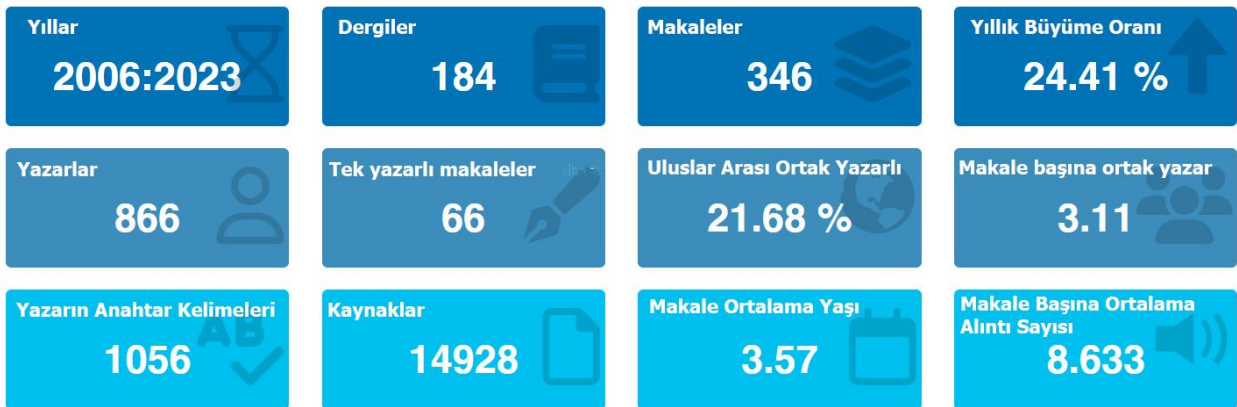 Yıllar
2006:2023
Dergiler
184
Makaleler
346
Yıllık Büyüme Oranı
24.41 %
Yazarlar
866
Tek yazarlı makaleler
66
Uluslar Arası Ortak Yazarlı
21.68 %
Makale başına ortak yazar
3.11
Yazarın Anahtar Kelimeleri
1056
AB
Kaynaklar
14928
Makale Ortalama Yaşı
3.57
Makale Başına Ortalama
Alıntı Sayısı
8.633